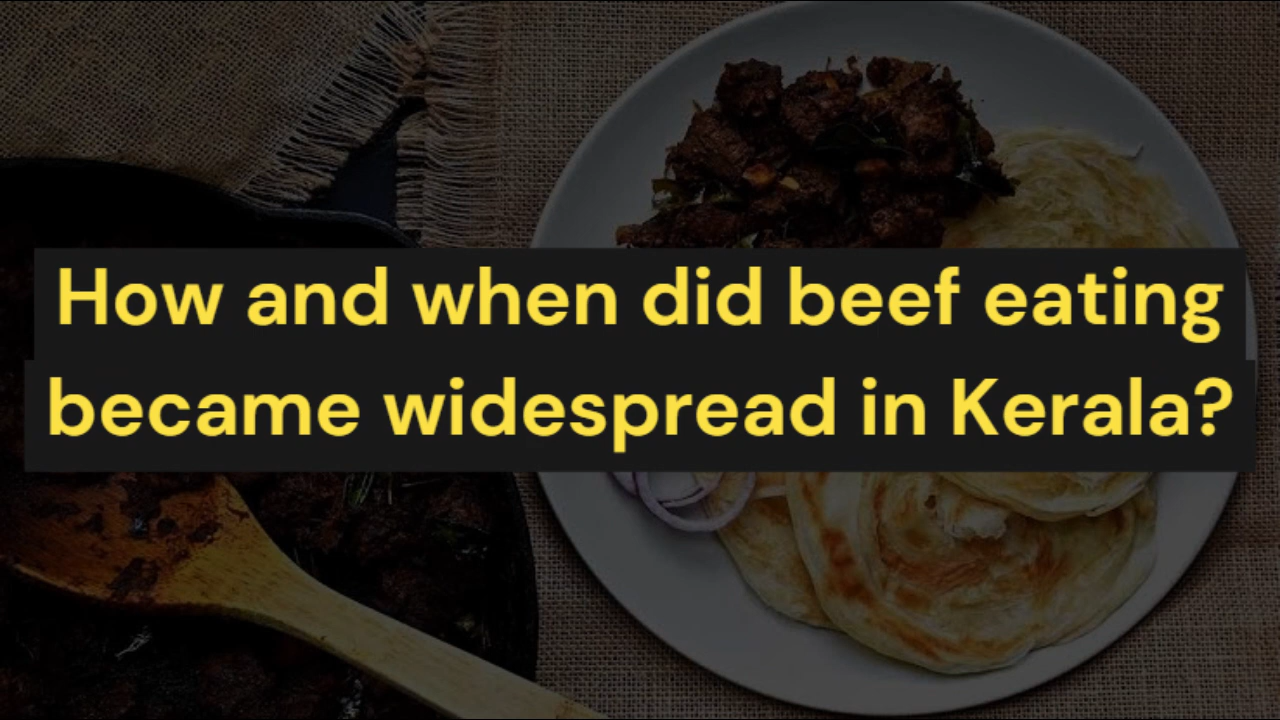 How and when did beef eating
became widespread in Kerala?